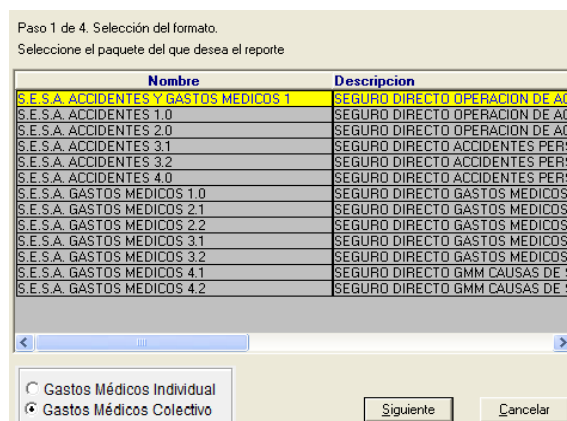 Paso 1 de 4. Selección del formato.
Seleccione el paquete del que desea el reporte
Nombre Descripcion
S.E.S.A. ACCIDENTES Y GASTOS MEDICOS 1 SEGURO DIRECTO OPERACION DE AC
S.E.S.A. ACCIDENTES 1.0 SEGURO DIRECTO OPERACION DE AC
S.E.S.A. ACCIDENTES 2.0 SEGURO DIRECTO OPERACION DE AC
S.E.S.A. ACCIDENTES 3.1 SEGURO DIRECTO ACCIDENTES PERS
S.E.S.A. ACCIDENTES 3.2 SEGURO DIRECTO ACCIDENTES PERS
S.E.S.A. ACCIDENTES 4.0 SEGURO DIRECTO ACCIDENTES PERS
S.E.S.A. GASTOS MEDICOS 1.0 SEGURO DIRECTO GASTOS MEDICOS
S.E.S.A. GASTOS MEDICOS 2.1 SEGURO DIRECTO GASTOS MEDICOS
S.E.S.A. GASTOS MEDICOS 2.2 SEGURO DIRECTO GASTOS MEDICOS
S.E.S.A. GASTOS MEDICOS 3.1 SEGURO DIRECTO GASTOS MEDICOS
S.E.S.A. GASTOS MEDICOS 3.2 SEGURO DIRECTO GASTOS MEDICOS
S.E.S.A. GASTOS MEDICOS 4.1 SEGURO DIRECTO GMM CAUSAS DE S
S.E.S.A. GASTOS MEDICOS 4.2 SEGURO DIRECTO GMM CAUSAS DE S
Gastos Médicos Individual
Gastos Médicos Colectivo
Siguiente Cancelar